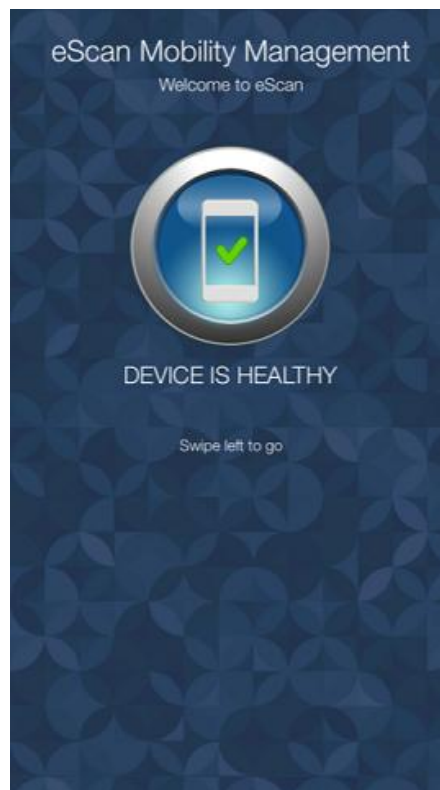 eScan Mobility Management
Welcome to eScan
DEVICE IS HEALTHY
Swipe left to go